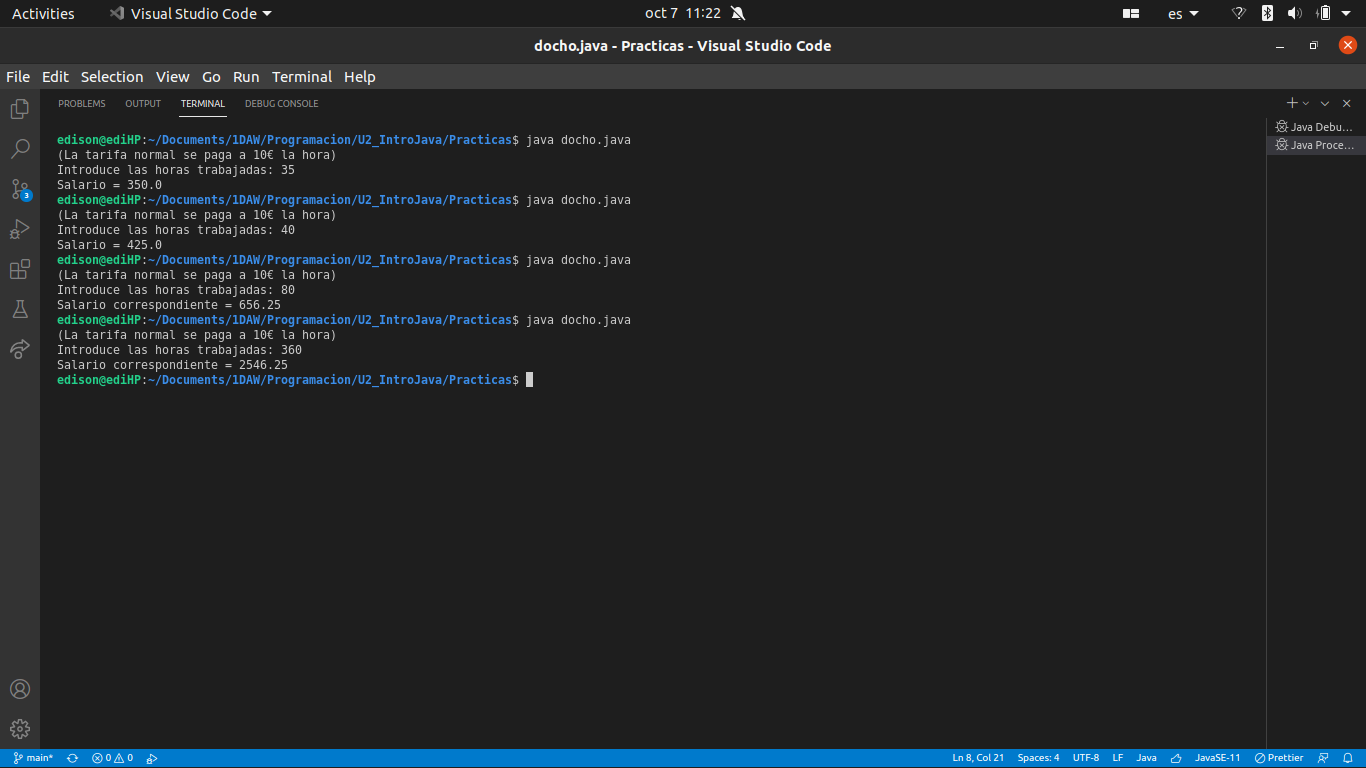 Activities
Visual Studio Code
oct 7 11:22
es
docho.java - Practicas - Visual Studio Code
File Edit Selection View Go Run Terminal Help
PROBLEMS OUTPUT TERMINAL DEBUG CONSOLE
edison@ediHP:~/Documents/1DAW/Programacion/U2_IntroJava/Practicas$ java docho.java
(La tarifa normal se paga a 10€ la hora)
Introduce las horas trabajadas: 35
Salario = 350.0
edison@ediHP:~/Documents/1DAW/Programacion/U2_IntroJava/Practicas$ java docho.java
(La tarifa normal se paga a 10€ la hora)
Introduce las horas trabajadas: 40
Salario = 425.0
edison@ediHP:~/Documents/1DAW/Programacion/U2_IntroJava/Practicas$ java docho.java
(La tarifa normal se paga a 10€ la hora)
Introduce las horas trabajadas: 80
Salario correspondiente = 656.25
edison@ediHP:~/Documents/1DAW/Programacion/U2_IntroJava/Practicas$ java docho.java
(La tarifa normal se paga a 10€ la hora)
Introduce las horas trabajadas: 360
Salario correspondiente = 2546.25
edison@ediHP:~/Documents/1DAW/Programacion/U2_IntroJava/Practicas$
Java Debu...
Java Proce...
3
main* 0 0
Ln 8, Col 21 Spaces: 4 UTF-8 LF Java JavaSE-11 Prettier